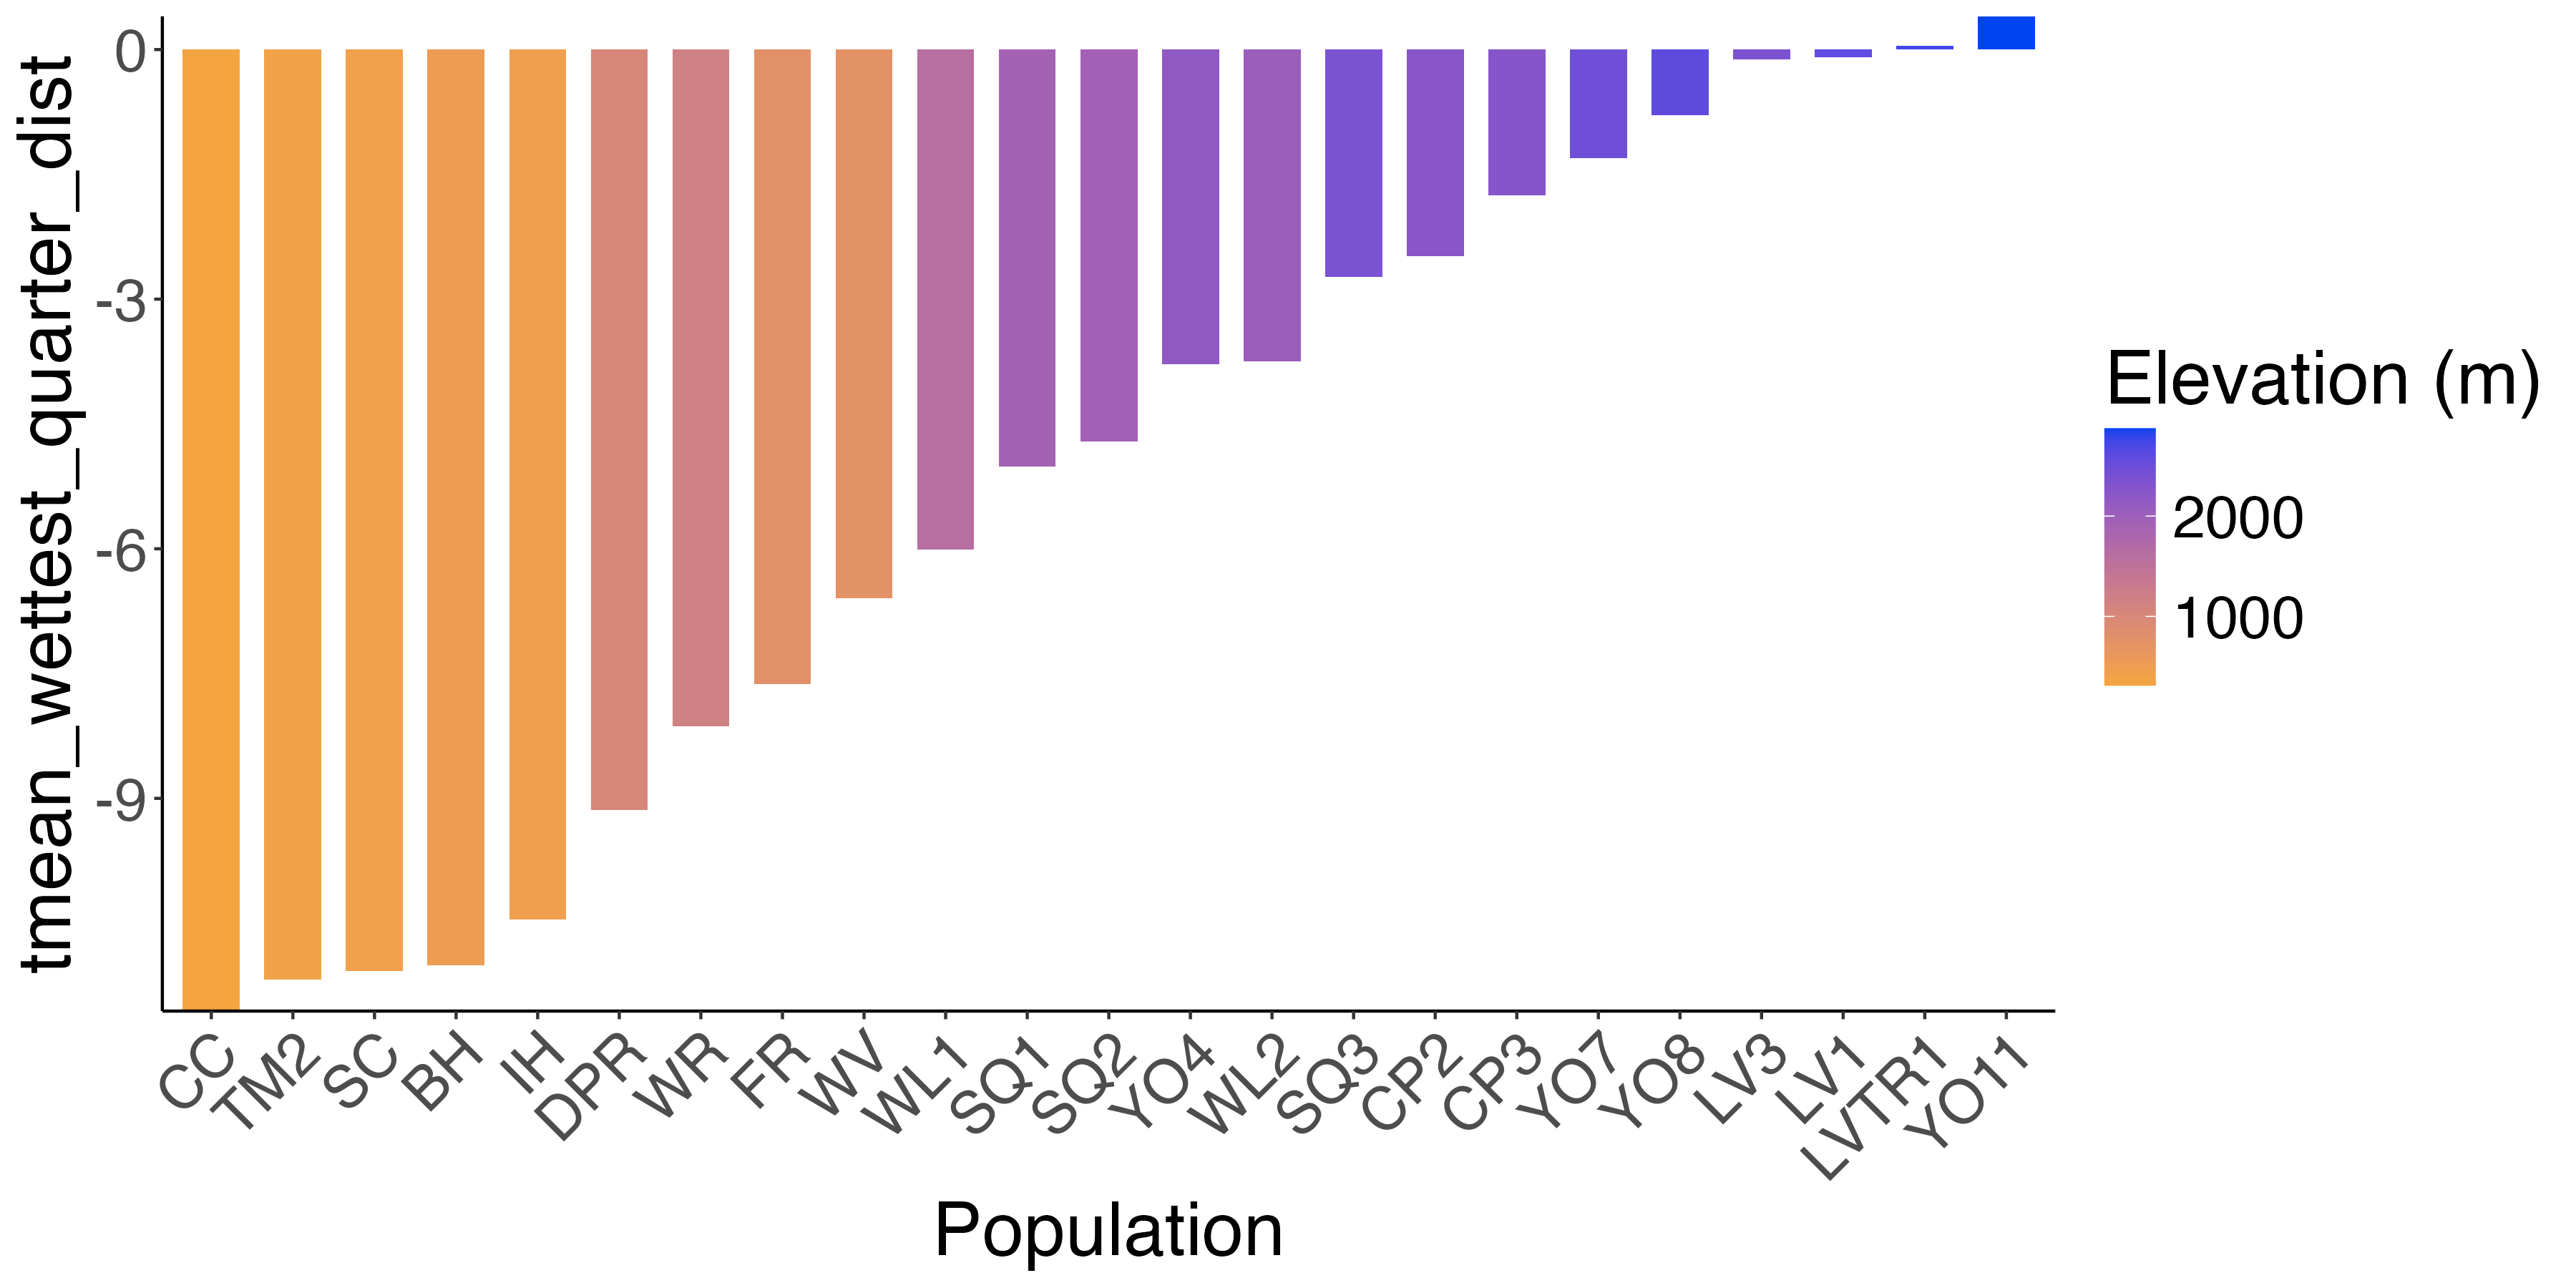 tmean_wettest_quarter_dist
0
-3
-6
-9
CC
TM2
SC
BH
IH
DPR
WR
FR
WV
WL1
SQ1
SQ2
YO4
WL2
SQ3
CP2
CP3
YO7
YO8
LV3
LV1
LVTR1
YO11
Population
Elevation (m)
2000
1000